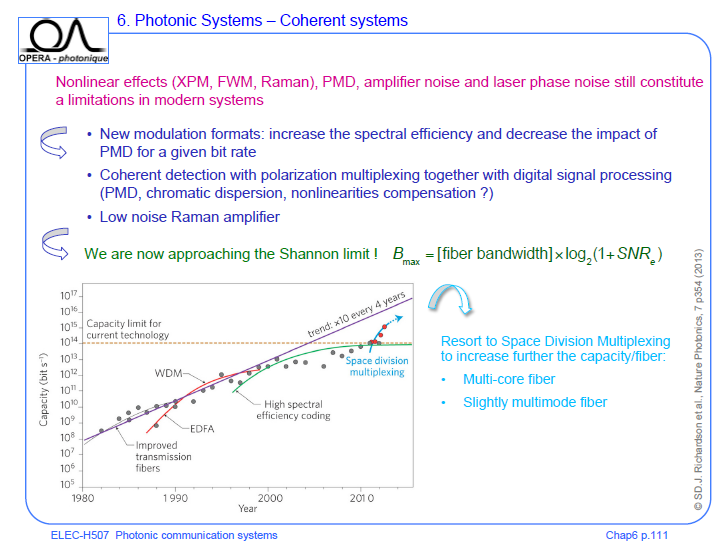 6. Photonic Systems – Coherent systems
OPERA - photonique
Nonlinear effects (XPM, FWM, Raman), PMD, amplifier noise and laser phase noise still constitute
a limitations in modern systems
• New modulation formats: increase the spectral efficiency and decrease the impact of
PMD for a given bit rate
• Coherent detection with polarization multiplexing together with digital signal processing
(PMD, chromatic dispersion, nonlinearities compensation ?)
• Low noise Raman amplifier
We are now approaching the Shannon limit ! B_max = [fiber bandwidth]×log_2(1+SNR_e)
10^17
10^16
10^15
10^14
10^13
10^12
10^11
10^10
10^9
10^8
10^7
10^6
10^5
Capacity (bit s^-1)
Capacity limit for
current technology
trend: x10 every 4 years
WDM
Space division
multiplexing
High spectral
efficiency coding
EDFA
Improved
transmission
fibers
1980
1990
2000
2010
Year
Resort to Space Division Multiplexing
to increase further the capacity/fiber:
• Multi-core fiber
• Slightly multimode fiber
© SD.J. Richardson et al., Nature Photonics, 7 p354 (2013)
ELEC-H507 Photonic communication systems
Chap6 p.111